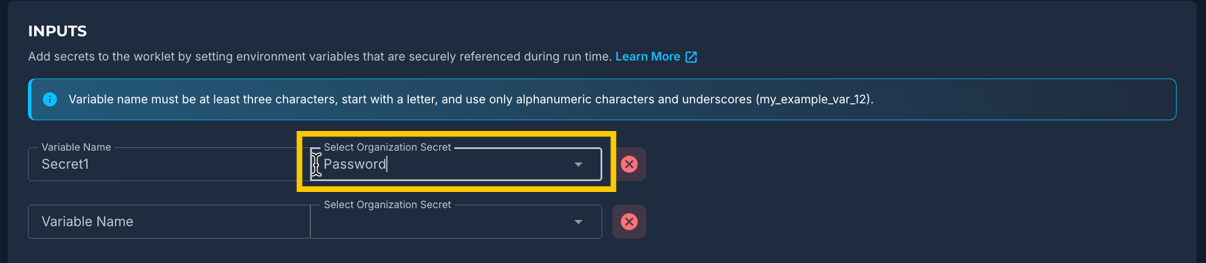 INPUTS
Add secrets to the worklet by setting environment variables that are securely referenced during run time. Learn More
Variable name must be at least three characters, start with a letter, and use only alphanumeric characters and underscores (my_example_var_12).
Variable Name Select Organization Secret
Secret1 Password
Select Organization Secret
Variable Name